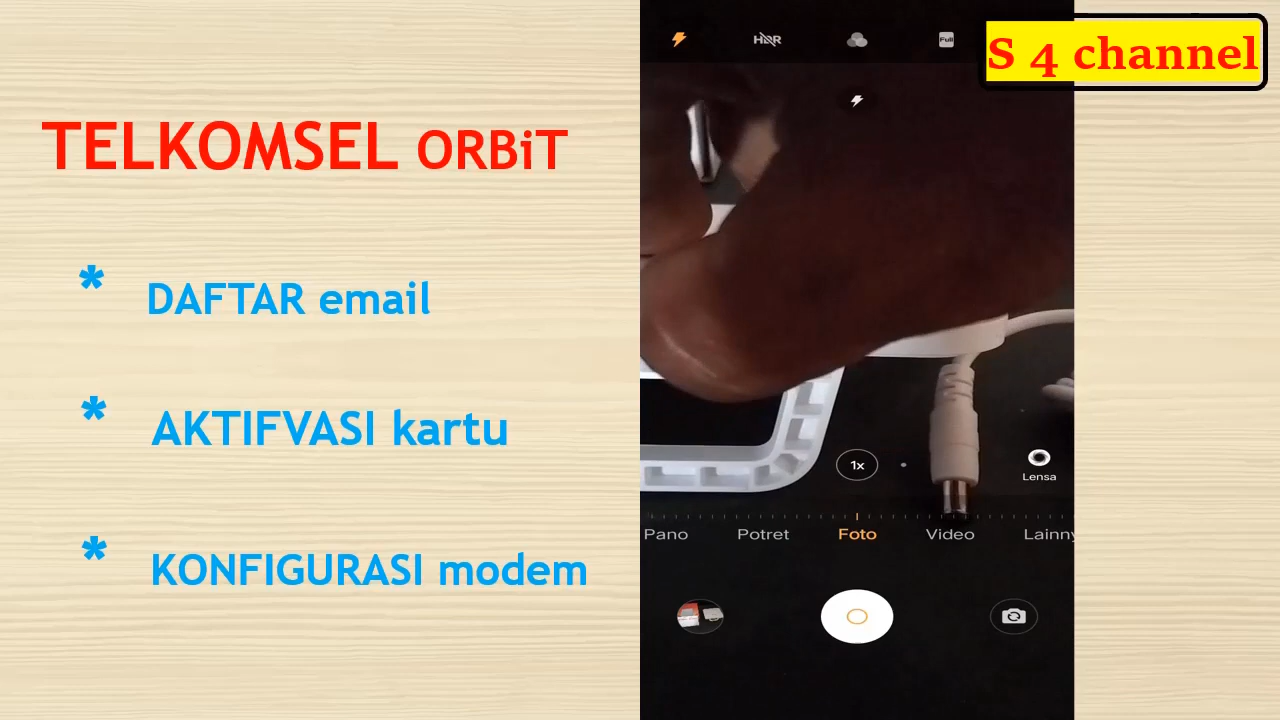 S 4 channel
TELKOMSEL ORBiT
* DAFTAR email
* AKTIFVASI kartu
* KONFIGURASI modem
HDR
Full
1x
Lensa
Pano Potret Foto Video Lainny